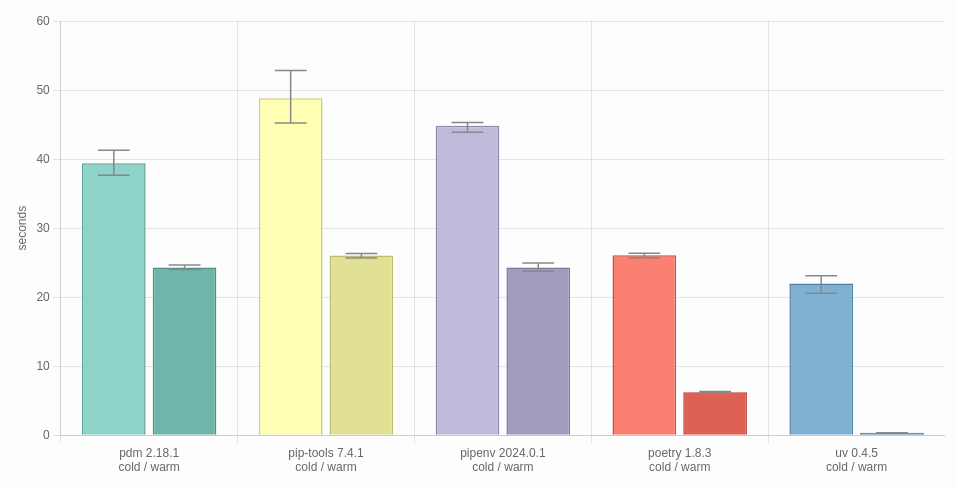 60
50
40
30
20
10
0
seconds
pdm 2.18.1
cold / warm
pip-tools 7.4.1
cold / warm
pipenv 2024.0.1
cold / warm
poetry 1.8.3
cold / warm
uv 0.4.5
cold / warm